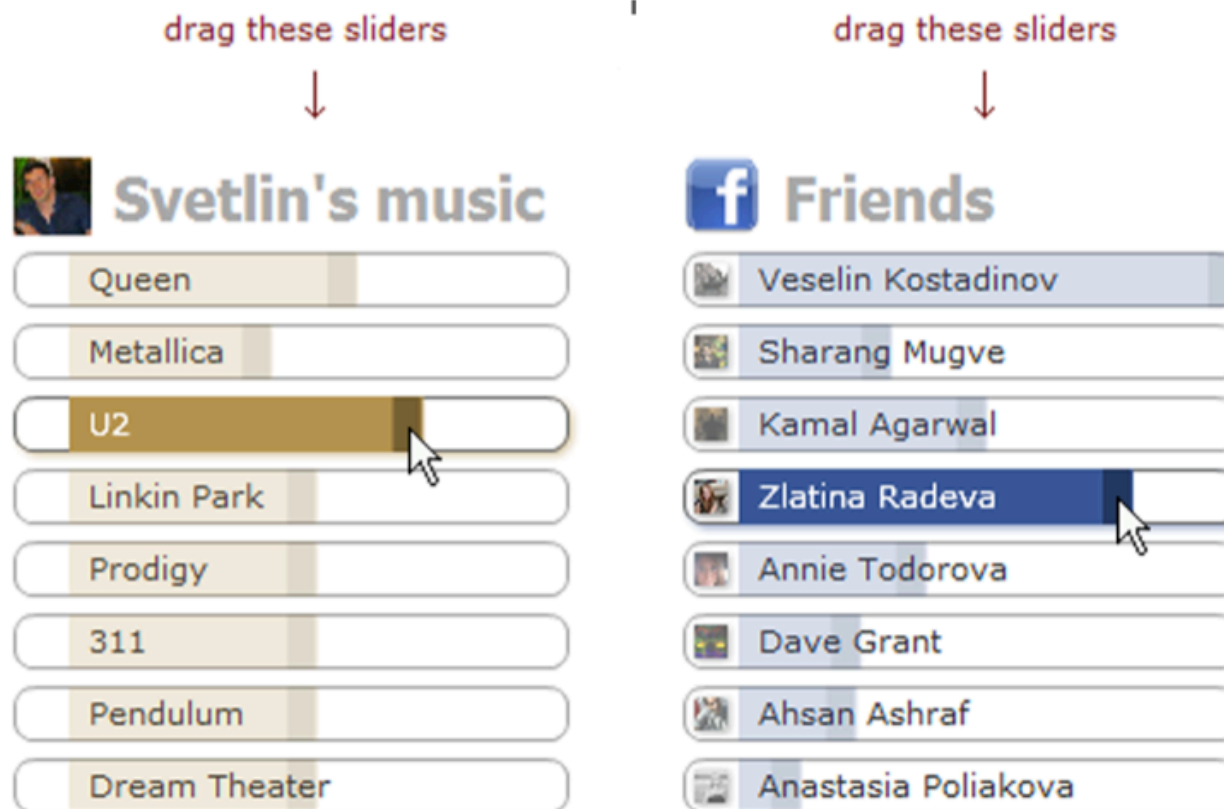 drag these sliders
Svetlin's music
Queen
Metallica
U2
Linkin Park
Prodigy
311
Pendulum
Dream Theater
drag these sliders
f Friends
Veselin Kostadinov
Sharang Mugve
Kamal Agarwal
Zlatina Radeva
Annie Todorova
Dave Grant
Ahsan Ashraf
Anastasia Poliakova